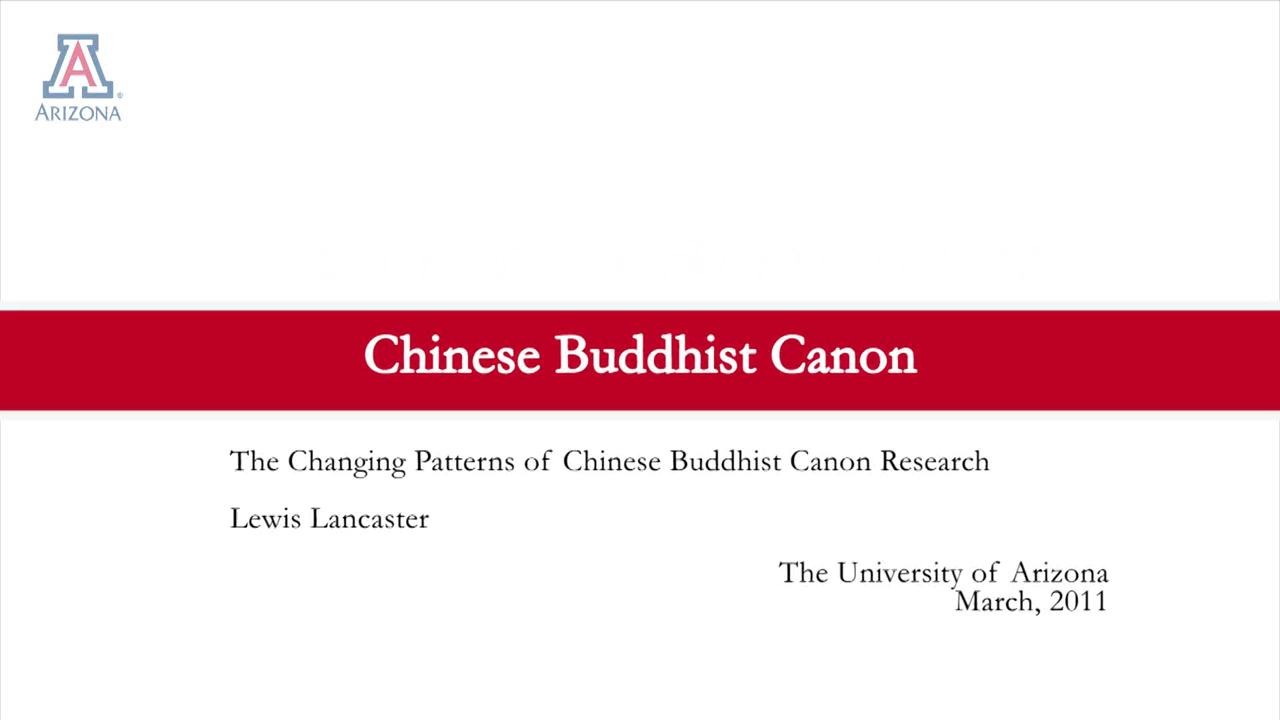 A
ARIZONA
Chinese Buddhist Canon
The Changing Patterns of Chinese Buddhist Canon Research
Lewis Lancaster
The University of Arizona
March, 2011